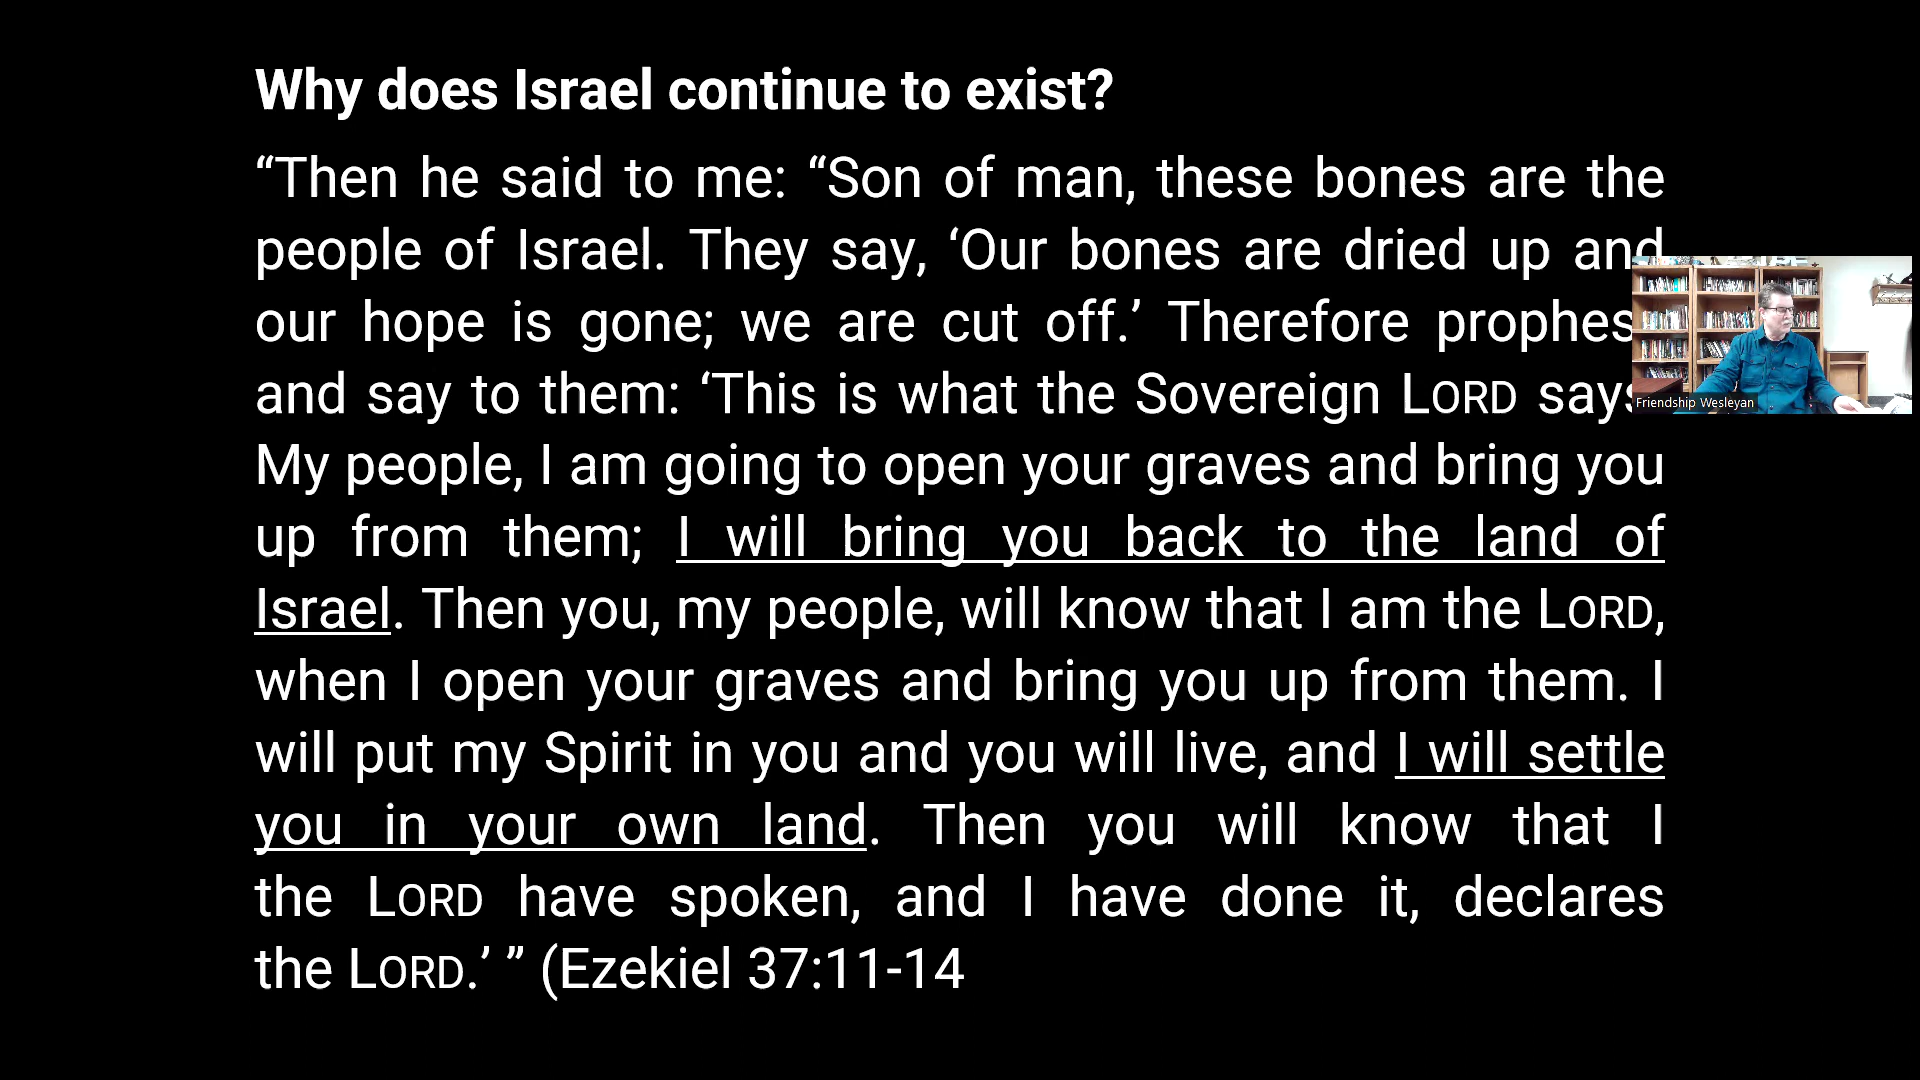 Why does Israel continue to exist?
“Then he said to me: “Son of man, these bones are the
people of Israel. They say, ‘Our bones are dried up and
our hope is gone; we are cut off.’ Therefore prophes
and say to them: ‘This is what the Sovereign LORD says
My people, I am going to open your graves and bring you
up from them; I will bring you back to the land of
Israel. Then you, my people, will know that I am the LORD,
when I open your graves and bring you up from them. I
will put my Spirit in you and you will live, and I will settle
you in your own land. Then you will know that I
the LORD have spoken, and I have done it, declares
the LORD.’ ” (Ezekiel 37:11-14
Friendship Wesleyan